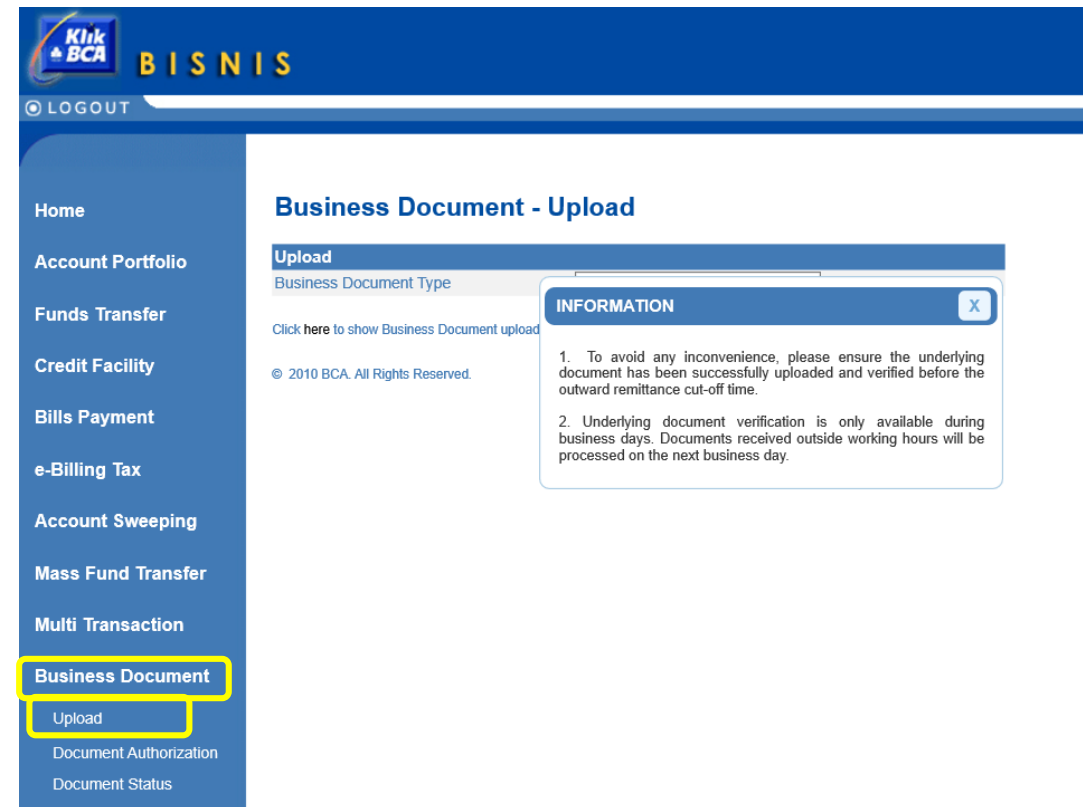 Klik
BCA
BISNIS
LOGOUT
Home
Account Portfolio
Funds Transfer
Credit Facility
Bills Payment
e-Billing Tax
Account Sweeping
Mass Fund Transfer
Multi Transaction
Business Document
Upload
Document Authorization
Document Status
Business Document - Upload
Upload
Business Document Type
Click here to show Business Document upload
© 2010 BCA. All Rights Reserved.
INFORMATION
X
1. To avoid any inconvenience, please ensure the underlying
document has been successfully uploaded and verified before the
outward remittance cut-off time.
2. Underlying document verification is only available during
business days. Documents received outside working hours will be
processed on the next business day.